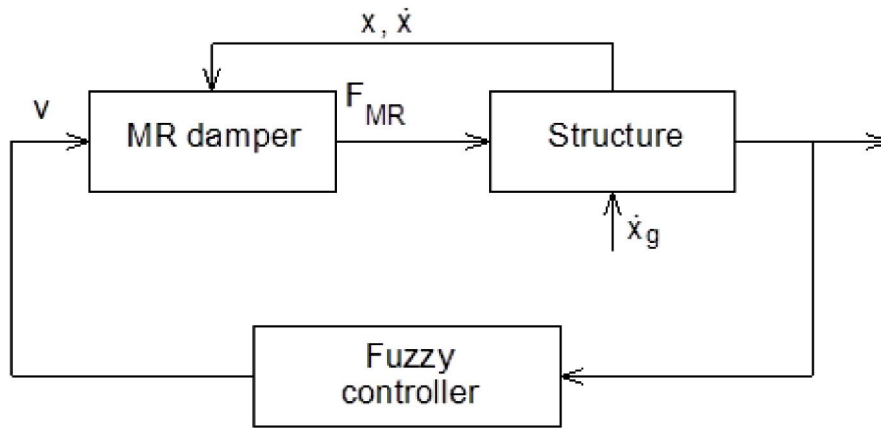 x, ẋ
v
MR damper
F_MR
Structure
ẋ_g
Fuzzy
controller